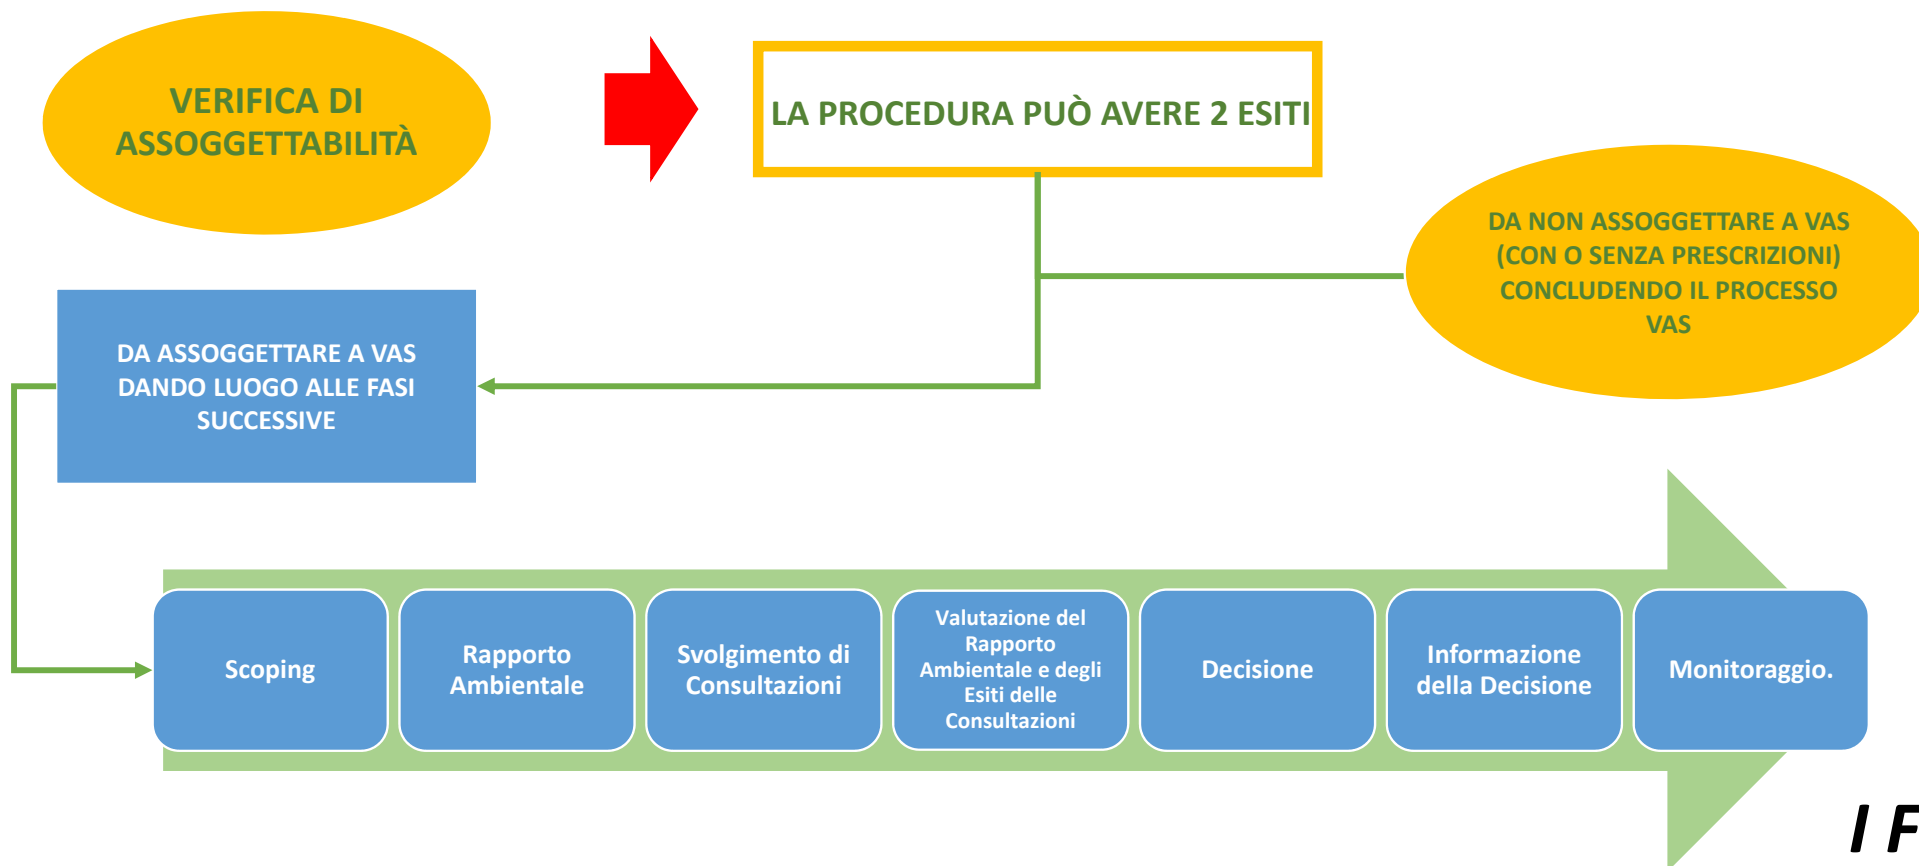 VERIFICA DI
ASSOGGETTABILITÀ
LA PROCEDURA PUÒ AVERE 2 ESITI
DA NON ASSOGGETTARE A VAS
(CON O SENZA PRESCRIZIONI)
CONCLUDENDO IL PROCESSO
VAS
DA ASSOGGETTARE A VAS
DANDO LUOGO ALLE FASI
SUCCESSIVE
Scoping
Rapporto
Ambientale
Svolgimento di
Consultazioni
Valutazione del
Rapporto
Ambientale e degli
Esiti delle
Consultazioni
Decisione
Informazione
della Decisione
Monitoraggio.
I F